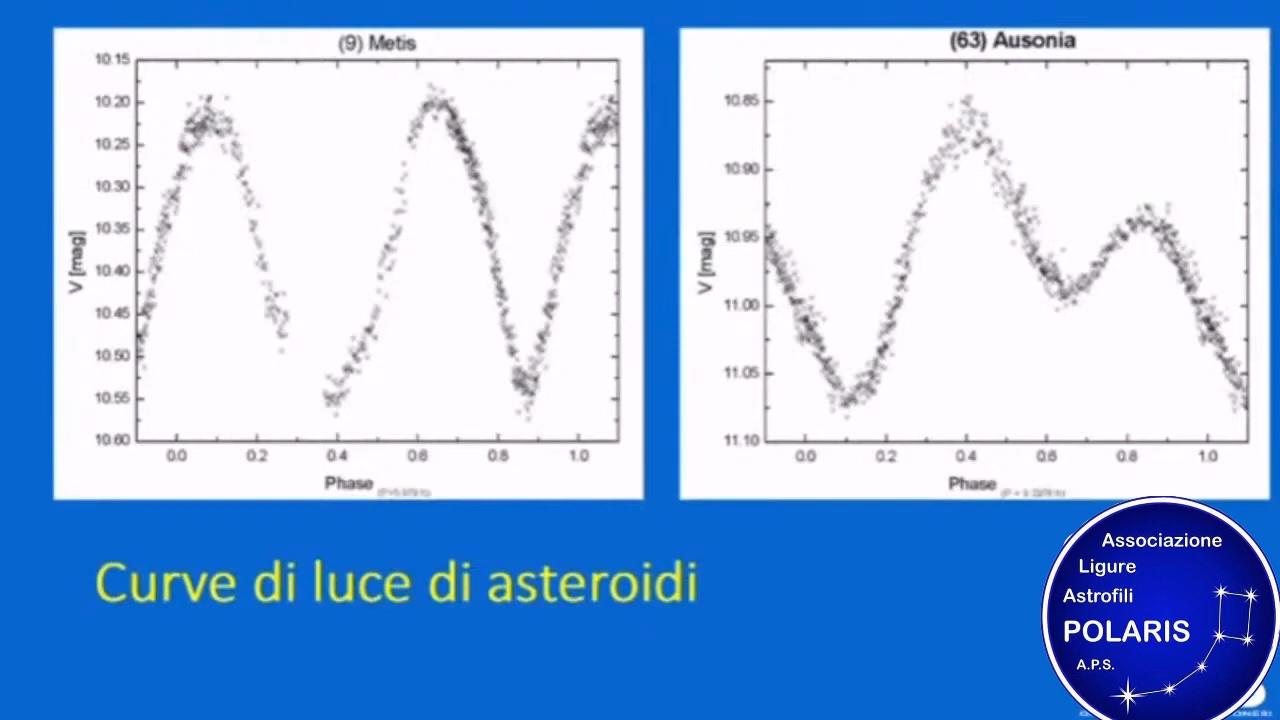 (9) Metis
10.15
10.20
10.25
10.30
10.35
10.40
10.45
10.50
10.55
10.60
V [mag]
0.0 0.2 0.4 0.6 0.8 1.0
Phase
(63) Ausonia
10.85
10.90
10.95
11.00
11.05
11.10
V [mag]
0.0 0.2 0.4 0.6 0.8 1.0
Phase
Curve di luce di asteroidi
Associazione
Ligure
Astrofili
POLARIS
A.P.S.